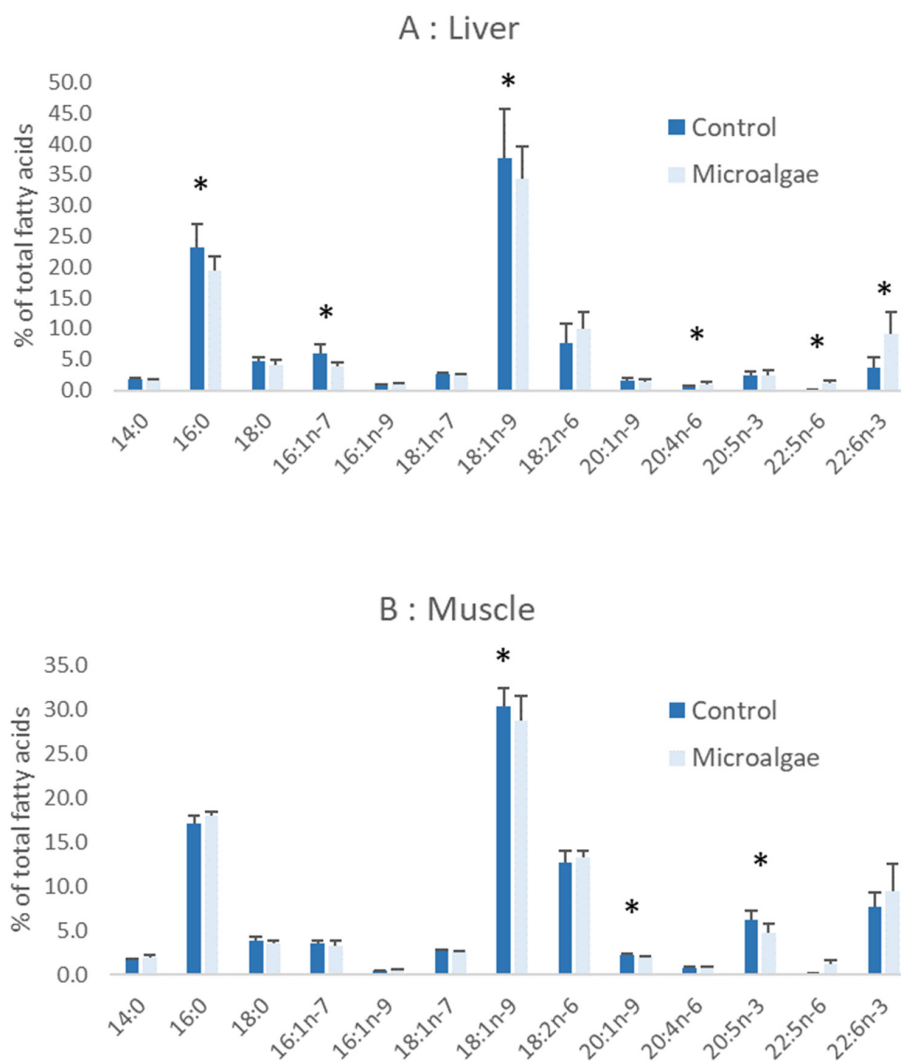 A : Liver
% of total fatty acids
50.0
45.0
40.0
35.0
30.0
25.0
20.0
15.0
10.0
5.0
0.0
*
*
*
*
*
*
Control
Microalgae
14:0
16:0
18:0
16:1n-7
16:1n-9
18:1n-7
18:1n-9
18:2n-6
20:1n-9
20:4n-6
20:5n-3
22:5n-6
22:6n-3
B : Muscle
% of total fatty acids
35.0
30.0
25.0
20.0
15.0
10.0
5.0
0.0
*
*
*
Control
Microalgae
14:0
16:0
18:0
16:1n-7
16:1n-9
18:1n-7
18:1n-9
18:2n-6
20:1n-9
20:4n-6
20:5n-3
22:5n-6
22:6n-3